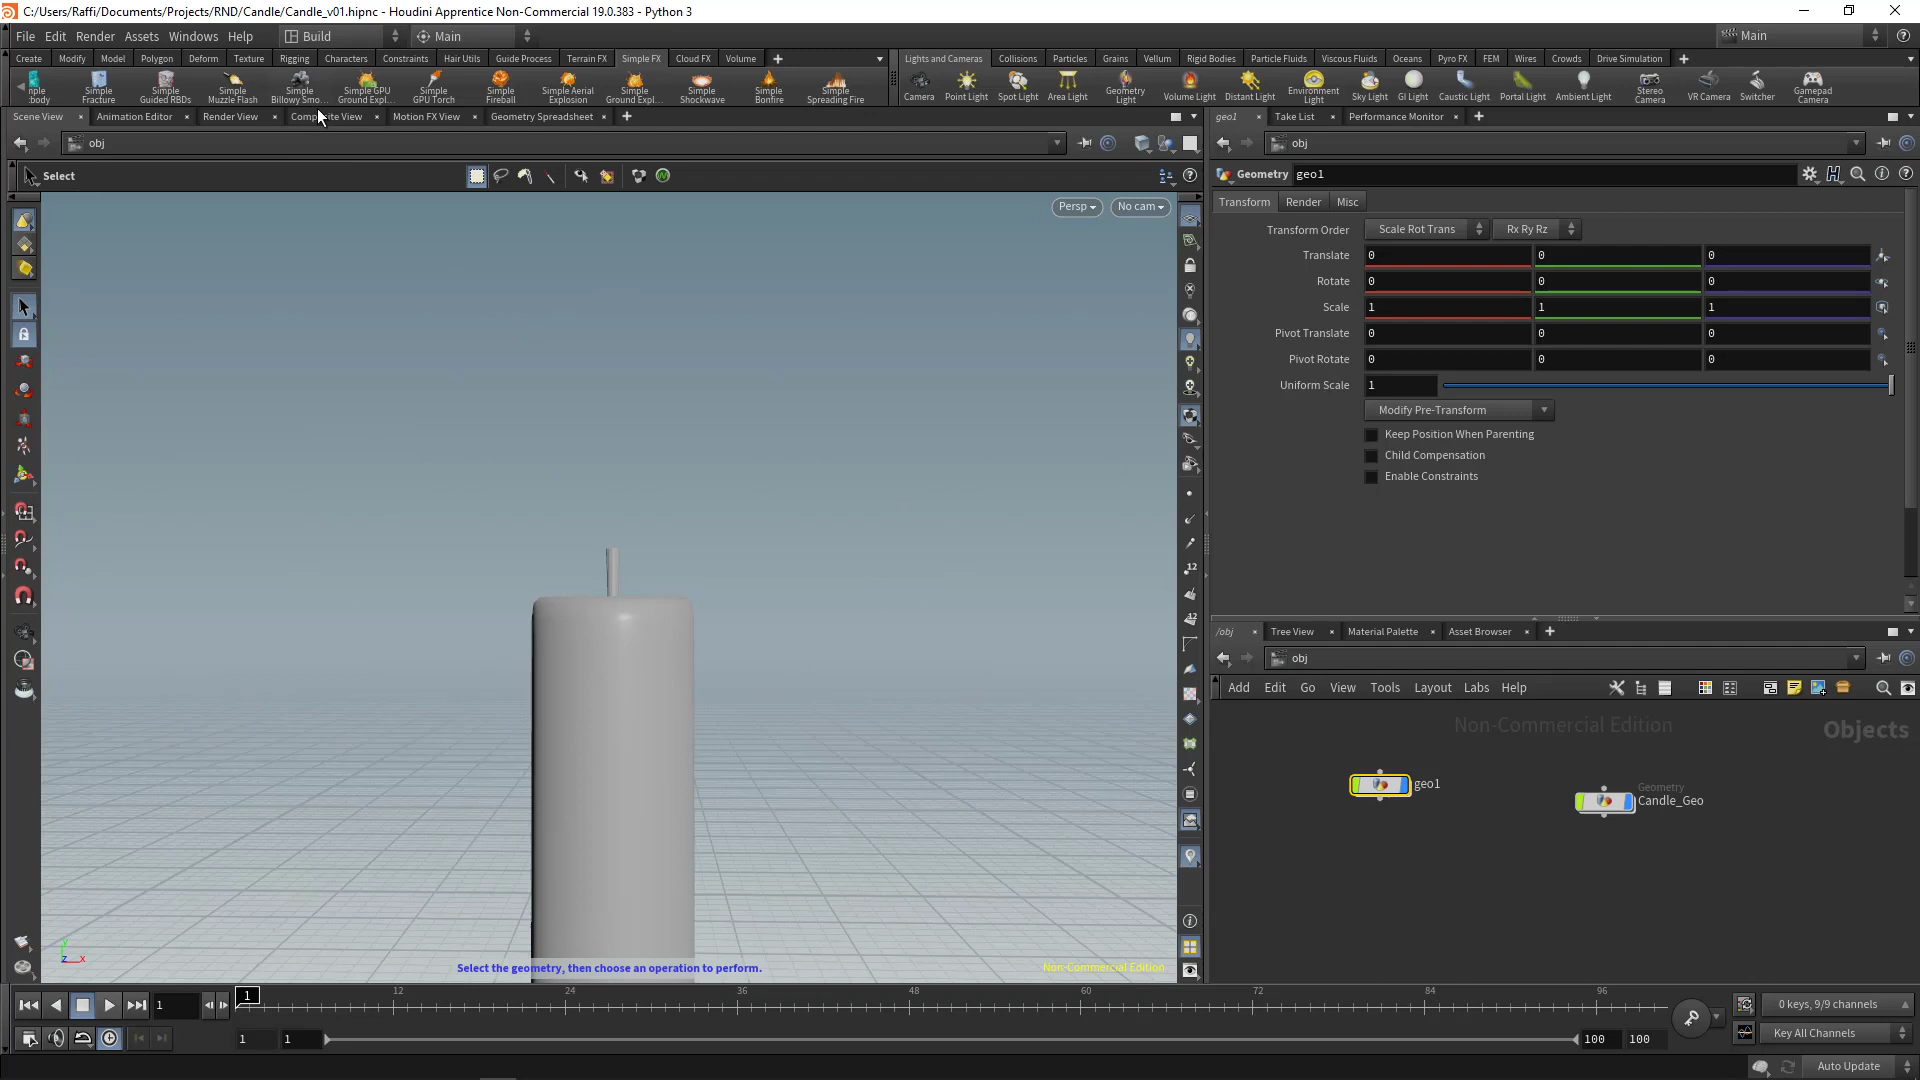 C:/Users/Raffi/Documents/Projects/RND/Candle/Candle_v01.hipnc - Houdini Apprentice Non-Commercial 19.0.383 - Python 3
File Edit Render Assets Windows Help Build Main Main
Create Modify Model Polygon Deform Texture Rigging Characters Constraints Hair Utils Guide Process Terrain FX Simple FX Cloud FX Volume
Lights and Cameras Collisions Particles Grains Vellum Rigid Bodies Particle Fluids Viscous Fluids Oceans Pyro FX FEM Wires Crowds Drive Simulation
Simple Fracture
Simple Guided RBDs
Simple Muzzle Flash
Simple Billowy Smo...
Simple GPU Ground Expl...
Simple GPU Torch
Simple Fireball
Simple Aerial Explosion
Simple Ground Expl...
Simple Shockwave
Simple Bonfire
Simple Spreading Fire
Camera
Point Light
Spot Light
Area Light
Geometry Light
Volume Light
Distant Light
Environment Light
Sky Light
GI Light
Caustic Light
Portal Light
Ambient Light
Stereo Camera
VR Camera
Switcher
Gamepad Camera
Scene View Animation Editor Render View Motion FX View Geometry Spreadsheet
geo1 Take List Performance Monitor
obj
obj
Select
Geometry geo1
Persp No cam
Transform Render Misc
Transform Order Scale Rot Trans Rx Ry Rz
Translate 0 0 0
Rotate 0 0 0
Scale 1 1 1
Pivot Translate 0 0 0
Pivot Rotate 0 0 0
Uniform Scale 1
Modify Pre-Transform
Keep Position When Parenting
Child Compensation
Enable Constraints
/obj Tree View Material Palette Asset Browser
obj
Add Edit Go View Tools Layout Labs Help
Non-Commercial Edition Objects
geo1
Geometry
Candle_Geo
12
12
y
z x
Select the geometry, then choose an operation to perform.
Non-Commercial Edition
1
1 12 24 36 48 60 72 84 96
0 keys, 9/9 channels
1 1 100 100
Key All Channels
Auto Update